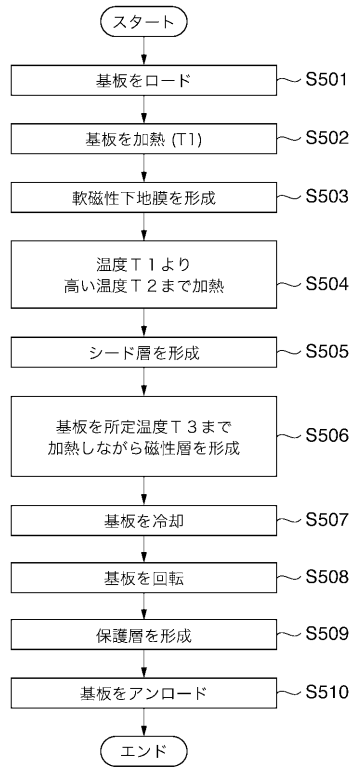 スタート
基板をロード
S501
基板を加熱 (T1)
S502
軟磁性下地膜を形成
S503
温度T1より
高い温度T2まで加熱
S504
シード層を形成
S505
基板を所定温度T3まで
加熱しながら磁性層を形成
S506
基板を冷却
S507
基板を回転
S508
保護層を形成
S509
基板をアンロード
S510
エンド